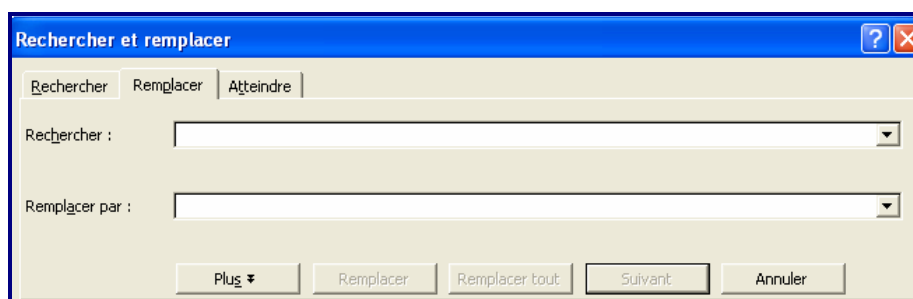 Rechercher et remplacer
Rechercher Remplacer Atteindre
Rechercher :
Remplacer par :
Plus Remplacer Remplacer tout Suivant Annuler